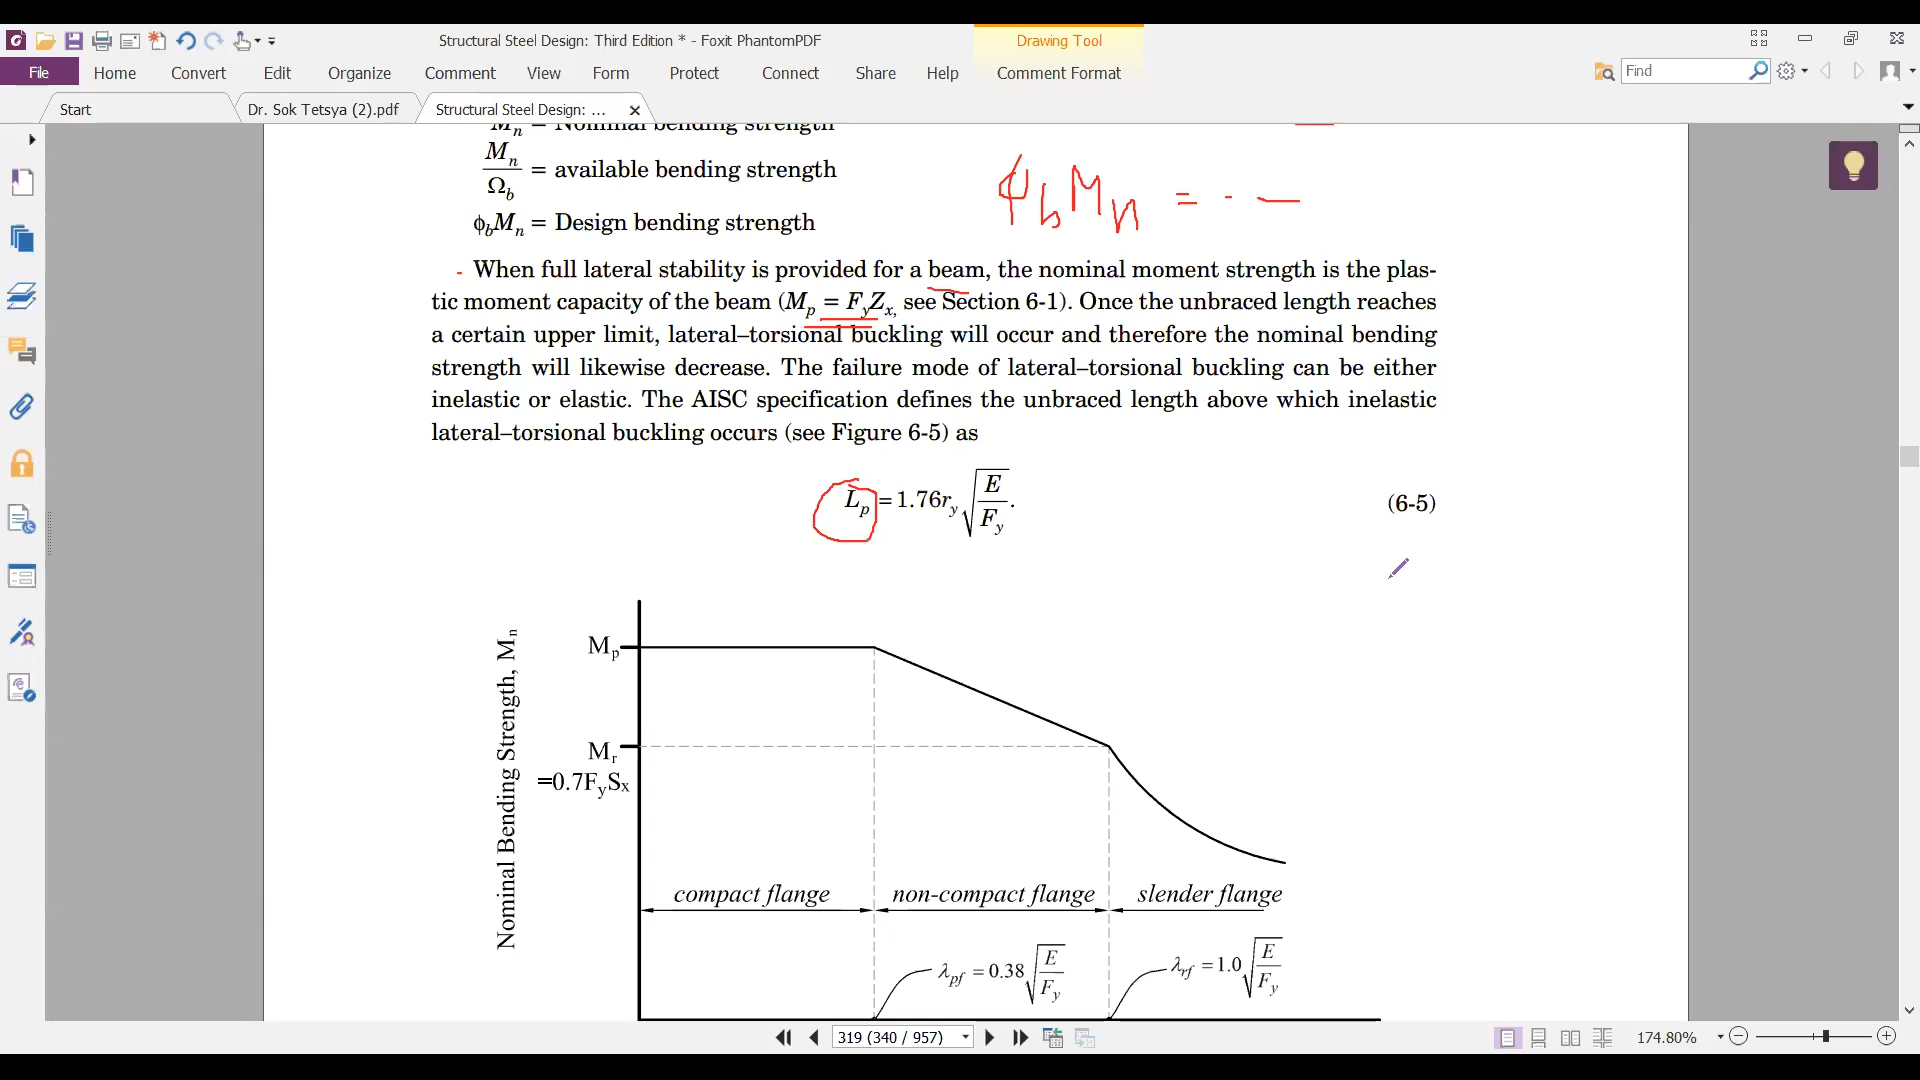 Structural Steel Design: Third Edition * - Foxit PhantomPDF
Drawing Tool
File Home Convert Edit Organize Comment View Form Protect Connect Share Help Comment Format
Find
Start
Dr. Sok Tetsya (2).pdf
Structural Steel Design: ...
Mn = Nominal bending strength
Mn/Ωb = available bending strength
ϕbMn = Design bending strength
ϕbMn = - —
When full lateral stability is provided for a beam, the nominal moment strength is the plas-
tic moment capacity of the beam (Mp = FyZx, see Section 6-1). Once the unbraced length reaches
a certain upper limit, lateral–torsional buckling will occur and therefore the nominal bending
strength will likewise decrease. The failure mode of lateral–torsional buckling can be either
inelastic or elastic. The AISC specification defines the unbraced length above which inelastic
lateral–torsional buckling occurs (see Figure 6-5) as
Lp = 1.76ry√(E/Fy). (6-5)
Nominal Bending Strength, Mn
Mp
Mr
=0.7FySx
compact flange
non-compact flange
slender flange
λpf = 0.38√(E/Fy)
λrf = 1.0√(E/Fy)
319 (340 / 957)
174.80%